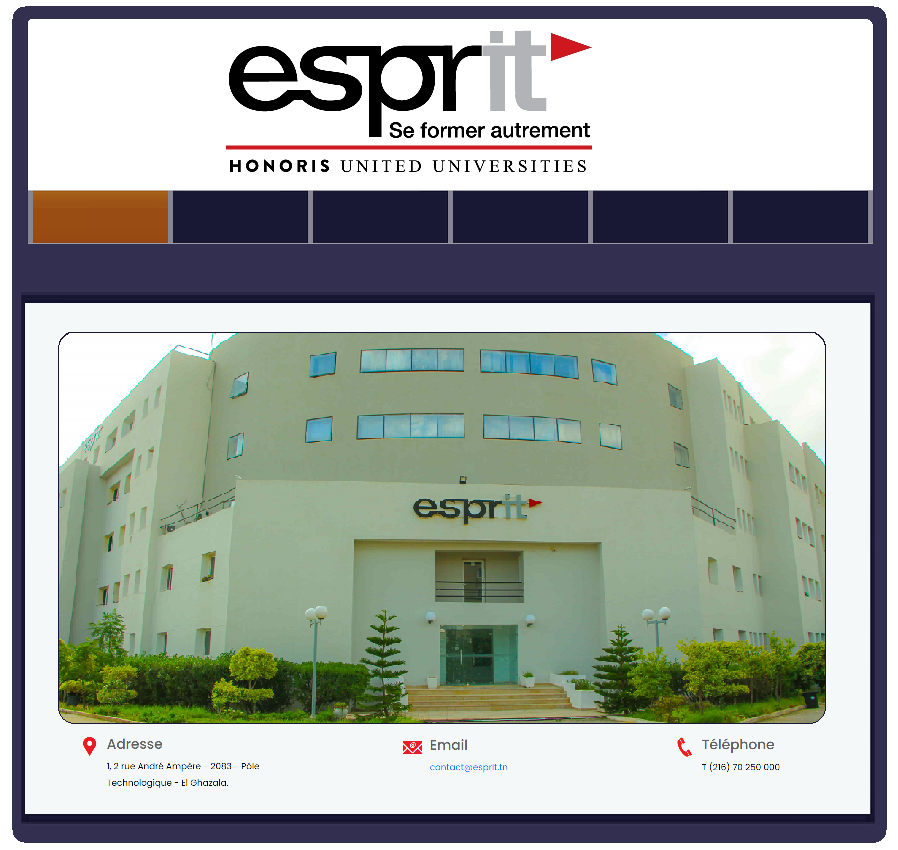 esprit
Se former autrement
HONORIS UNITED UNIVERSITIES
esprit
Adresse
1, 2 rue André Ampère - 2083 - Pôle
Technologique - El Ghazala.
Email
contact@esprit.tn
Téléphone
T (216) 70 250 000